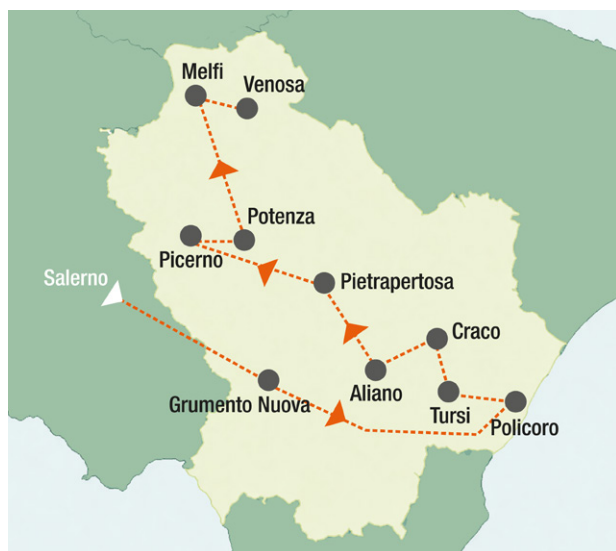 Melfi
Venosa
Potenza
Picerno
Salerno
Pietrapertosa
Craco
Aliano
Grumento Nuova
Tursi
Policoro